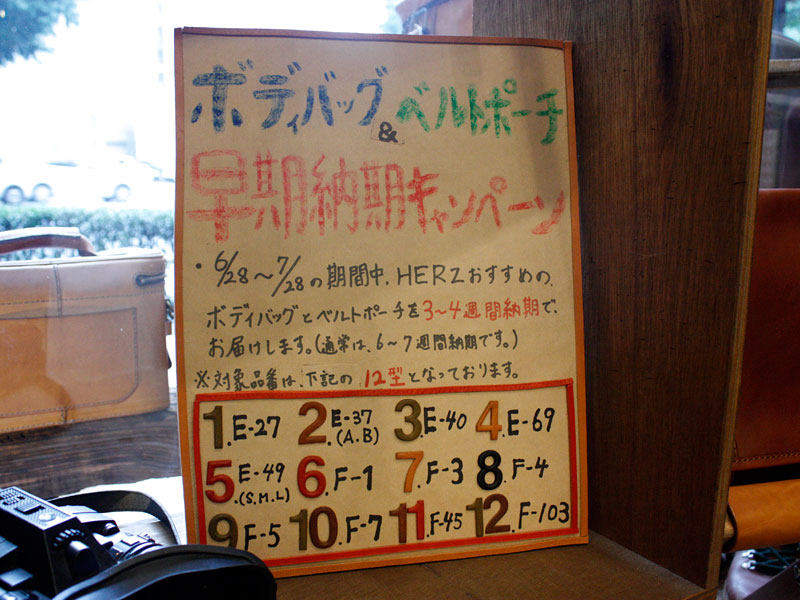 ボディバッグ&ベルトポーチ
早期納期キャンペーン
・6/28〜7/28の期間中、HERZおすすめの、
ボディバッグとベルトポーチを3〜4週間納期で、
お届けします。(通常は、6〜7週間納期です。)
※対象品番は、下記の12型となっております。
1.E-27 2.E-37(A.B) 3.E-40 4.E-69
5.E-49(S.M.L) 6.F-1 7.F-3 8.F-4
9.F-5 10.F-7 11.F-45 12.F-103